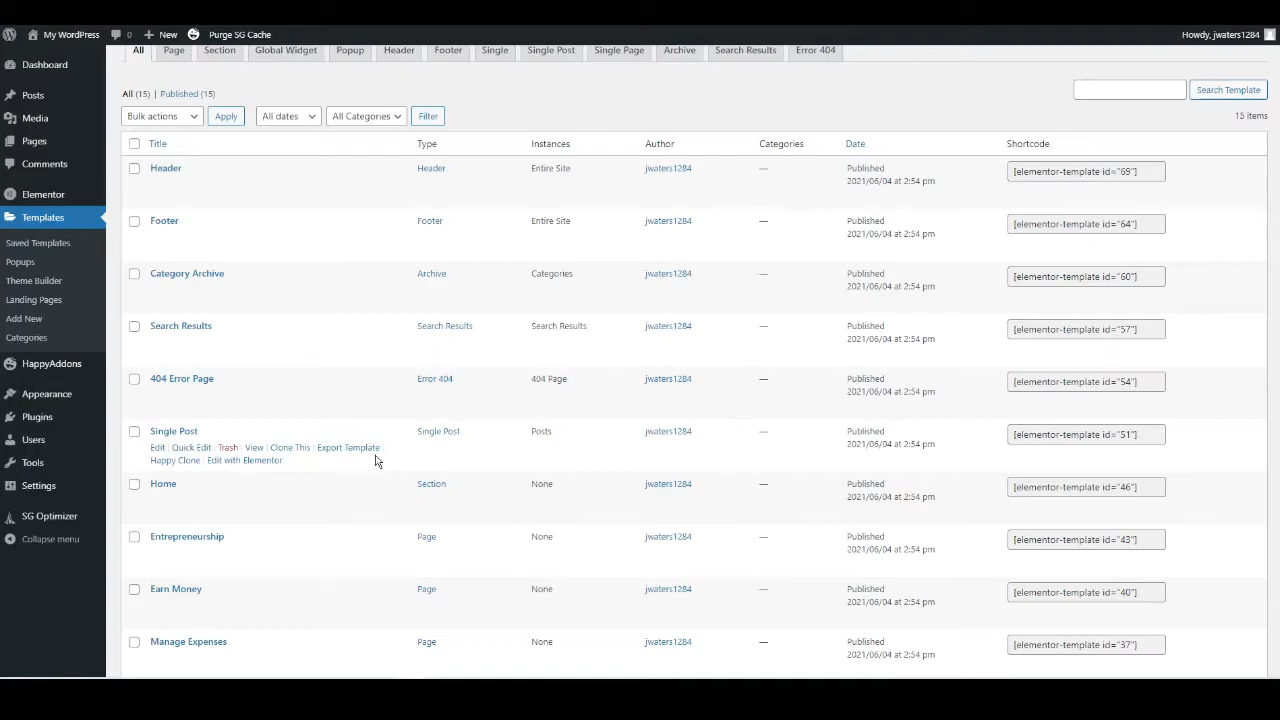 My WordPress 0 New Purge SG Cache Howdy, jwaters1284
Dashboard
Posts
Media
Pages
Comments
Elementor
Templates
Saved Templates
Popups
Theme Builder
Landing Pages
Add New
Categories
HappyAddons
Appearance
Plugins
Users
Tools
Settings
SG Optimizer
Collapse menu
All Page Section Global Widget Popup Header Footer Single Single Post Single Page Archive Search Results Error 404
All (15) | Published (15)
Search Template
Bulk actions Apply All dates All Categories Filter
15 items
Title Type Instances Author Categories Date Shortcode
Header Header Entire Site jwaters1284 — Published [elementor-template id="69"]
2021/06/04 at 2:54 pm
Footer Footer Entire Site jwaters1284 — Published [elementor-template id="64"]
2021/06/04 at 2:54 pm
Category Archive Archive Categories jwaters1284 — Published [elementor-template id="60"]
2021/06/04 at 2:54 pm
Search Results Search Results Search Results jwaters1284 — Published [elementor-template id="57"]
2021/06/04 at 2:54 pm
404 Error Page Error 404 404 Page jwaters1284 — Published [elementor-template id="54"]
2021/06/04 at 2:54 pm
Single Post Single Post Posts jwaters1284 — Published [elementor-template id="51"]
2021/06/04 at 2:54 pm
Edit | Quick Edit | Trash | View | Clone This | Export Template |
Happy Clone | Edit with Elementor
Home Section None jwaters1284 — Published [elementor-template id="46"]
2021/06/04 at 2:54 pm
Entrepreneurship Page None jwaters1284 — Published [elementor-template id="43"]
2021/06/04 at 2:54 pm
Earn Money Page None jwaters1284 — Published [elementor-template id="40"]
2021/06/04 at 2:54 pm
Manage Expenses Page None jwaters1284 — Published [elementor-template id="37"]
2021/06/04 at 2:54 pm